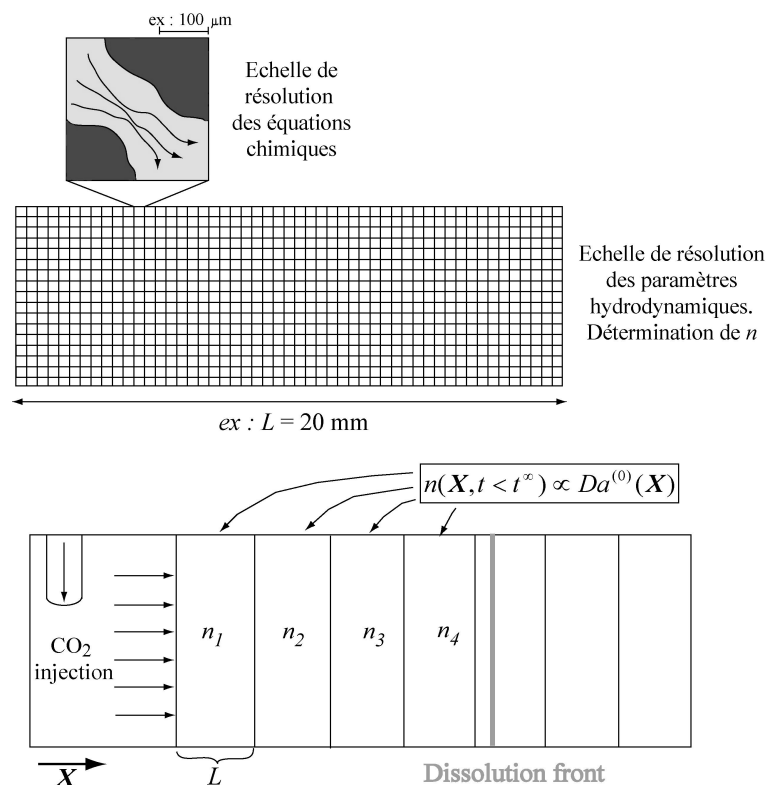 ex : 100 μm
Echelle de
résolution
des équations
chimiques
Echelle de résolution
des paramètres
hydrodynamiques.
Détermination de n
ex : L = 20 mm
n(X, t < t^∞) ∝ Da^(0)(X)
CO₂
injection
n₁
n₂
n₃
n₄
X
L
Dissolution front